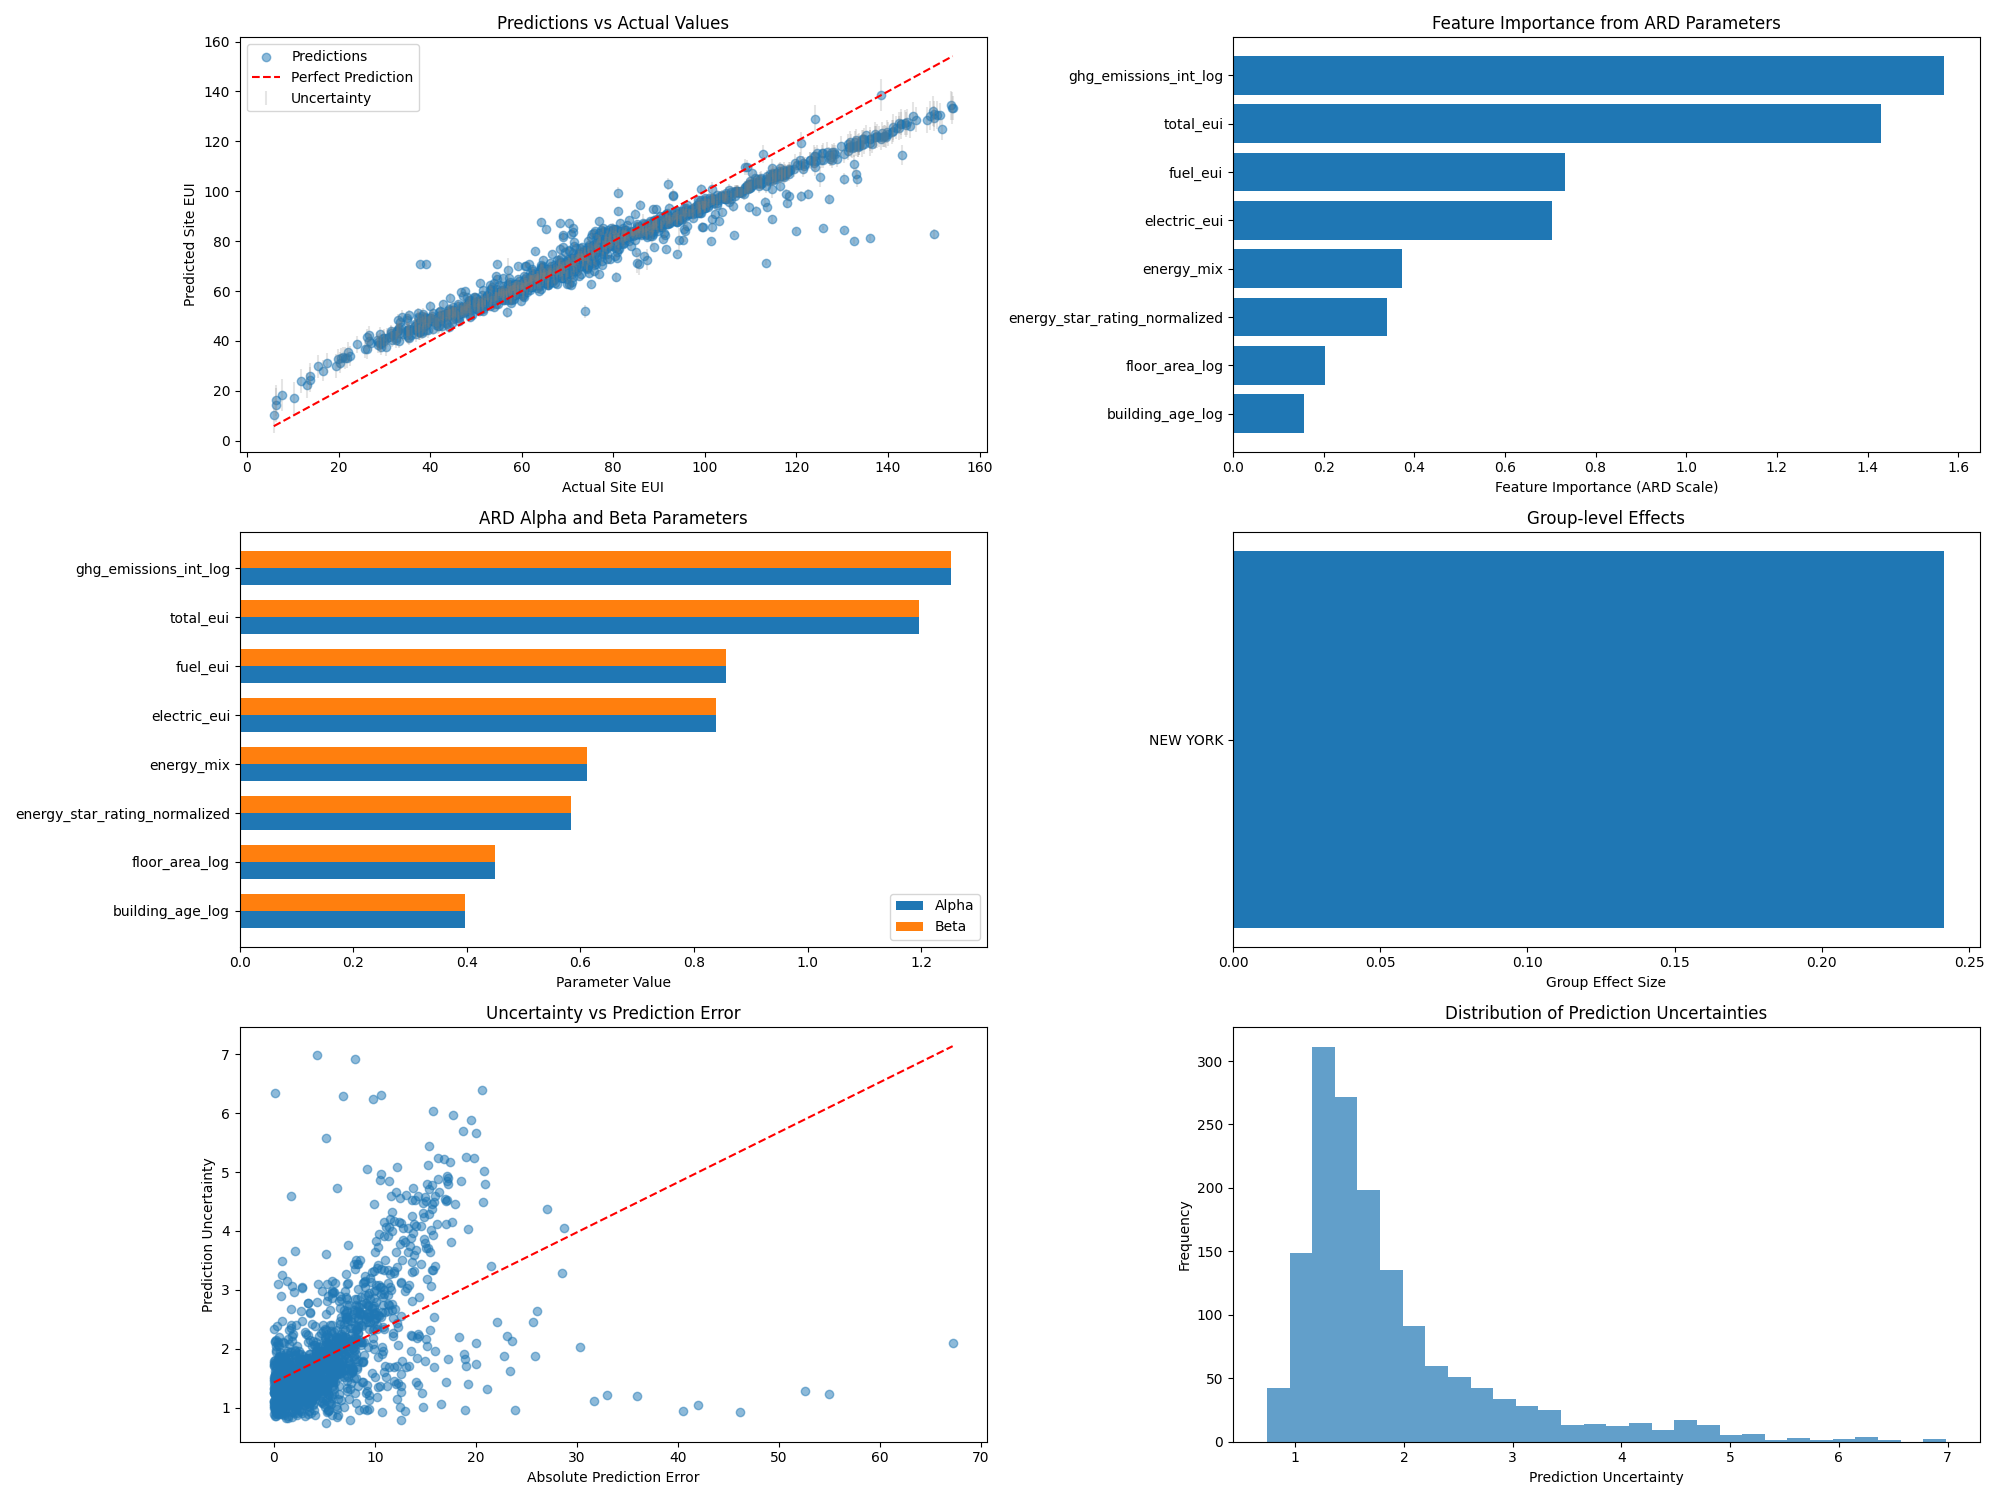 Predictions vs Actual Values
Predictions
Perfect Prediction
Uncertainty
160
140
120
100
80
60
40
20
0
Predicted Site EUI
0 20 40 60 80 100 120 140 160
Actual Site EUI
Feature Importance from ARD Parameters
ghg_emissions_int_log
total_eui
fuel_eui
electric_eui
energy_mix
energy_star_rating_normalized
floor_area_log
building_age_log
0.0 0.2 0.4 0.6 0.8 1.0 1.2 1.4 1.6
Feature Importance (ARD Scale)
ARD Alpha and Beta Parameters
ghg_emissions_int_log
total_eui
fuel_eui
electric_eui
energy_mix
energy_star_rating_normalized
floor_area_log
building_age_log
Alpha
Beta
0.0 0.2 0.4 0.6 0.8 1.0 1.2
Parameter Value
Group-level Effects
NEW YORK
0.00 0.05 0.10 0.15 0.20 0.25
Group Effect Size
Uncertainty vs Prediction Error
7
6
5
4
3
2
1
Prediction Uncertainty
0 10 20 30 40 50 60 70
Absolute Prediction Error
Distribution of Prediction Uncertainties
300
250
200
150
100
50
0
Frequency
1 2 3 4 5 6 7
Prediction Uncertainty